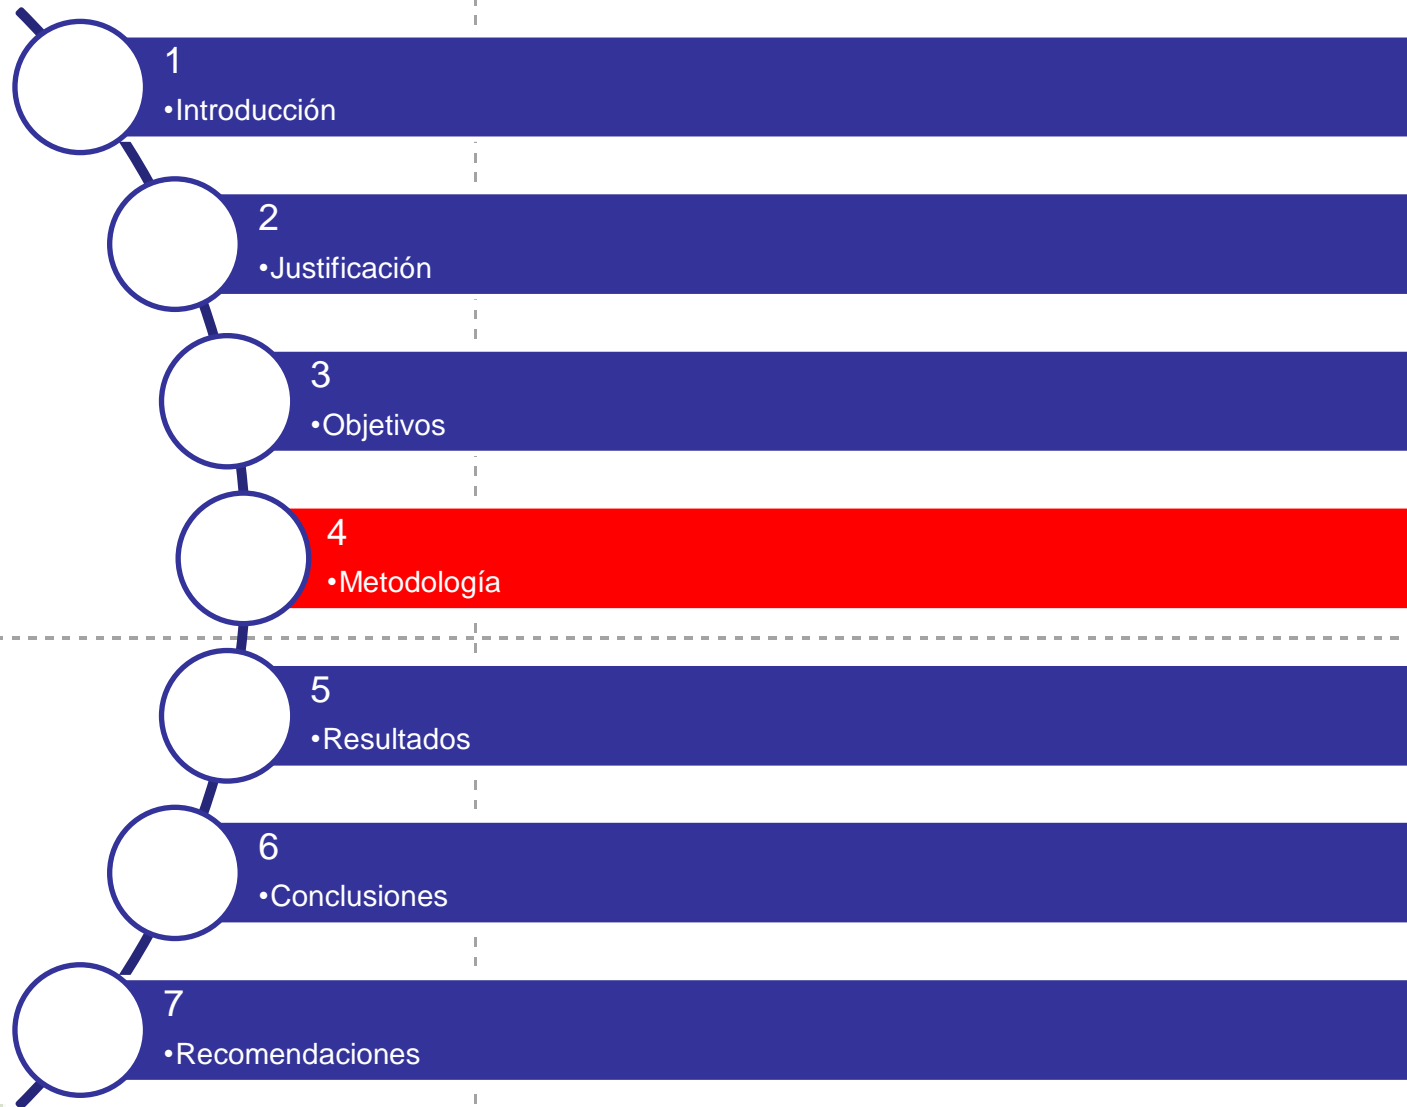 1
•Introducción
2
•Justificación
3
•Objetivos
4
•Metodología
5
•Resultados
6
•Conclusiones
7
•Recomendaciones